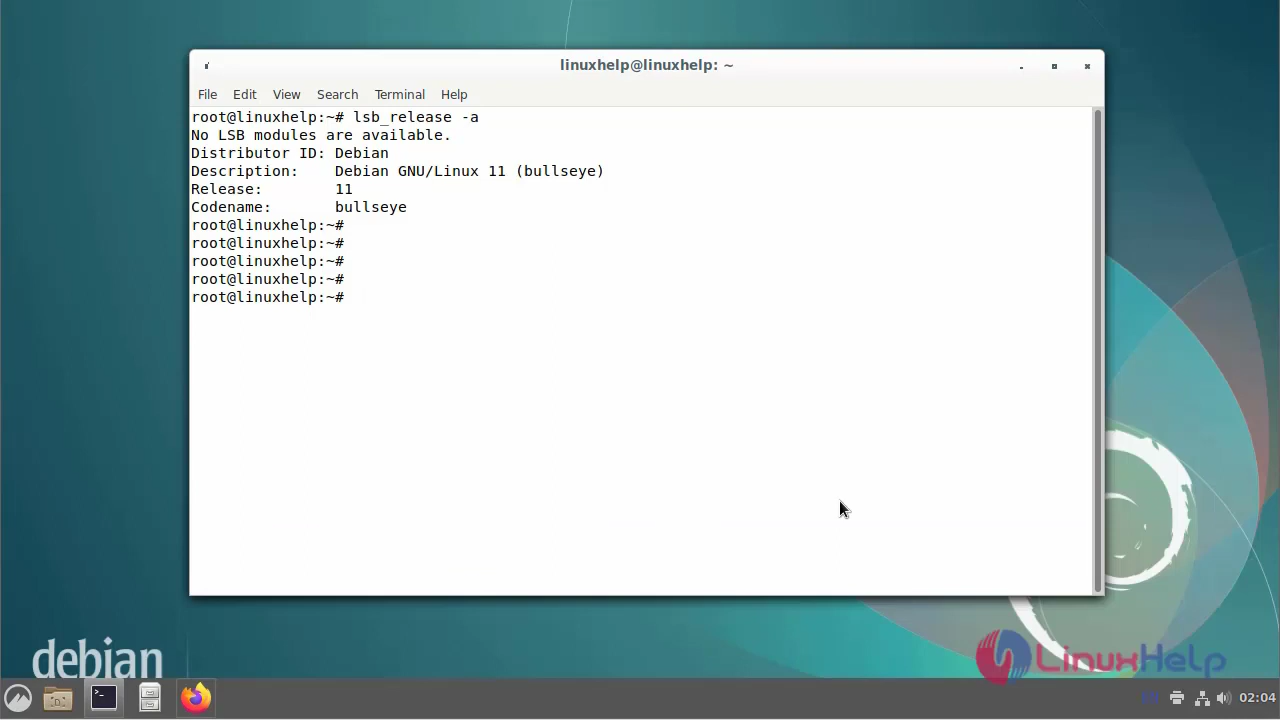 linuxhelp@linuxhelp: ~
File Edit View Search Terminal Help
root@linuxhelp:~# lsb_release -a
No LSB modules are available.
Distributor ID: Debian
Description:    Debian GNU/Linux 11 (bullseye)
Release:        11
Codename:       bullseye
root@linuxhelp:~#
root@linuxhelp:~#
root@linuxhelp:~#
root@linuxhelp:~#
root@linuxhelp:~#
debian
LinuxHelp
EN 02:04